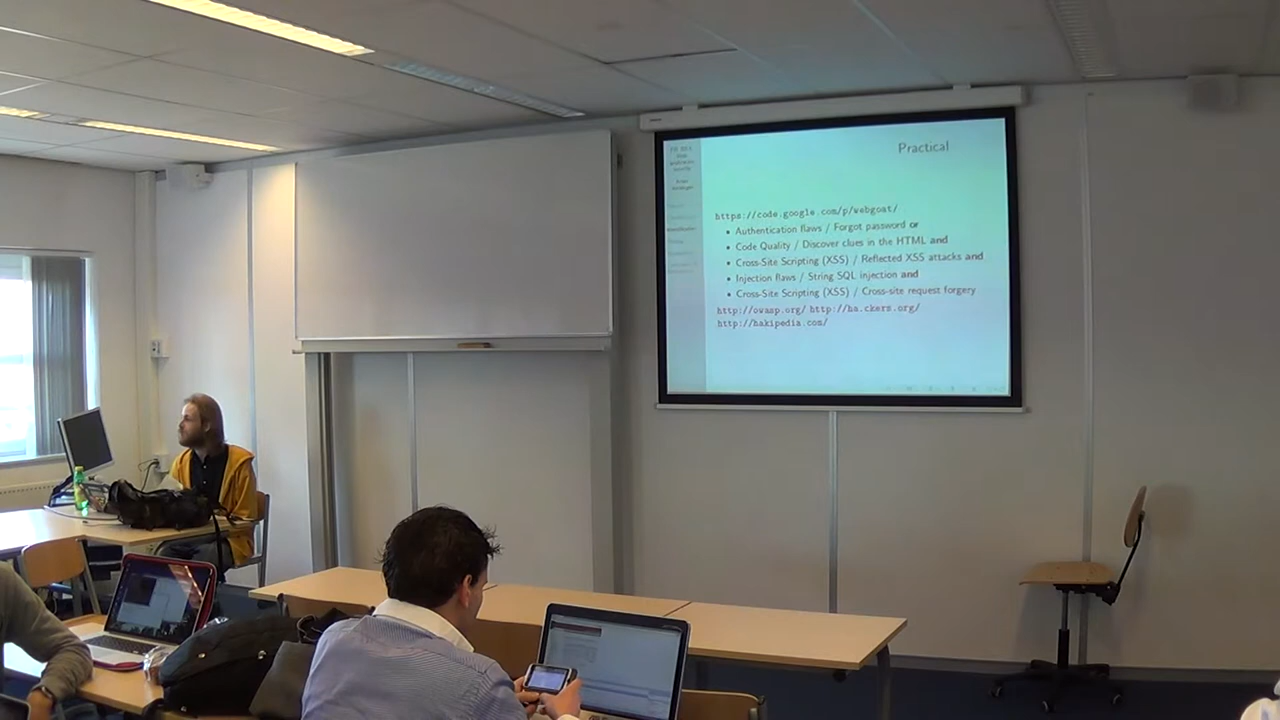 Practical
https://code.google.com/p/webgoat/
• Authentication flaws / Forgot password or
• Code Quality / Discover clues in the HTML and
• Cross-Site Scripting (XSS) / Reflected XSS attacks and
• Injection flaws / String SQL injection and
• Cross-Site Scripting (XSS) / Cross-site request forgery
http://owasp.org/ http://ha.ckers.org/
http://hakipedia.com/